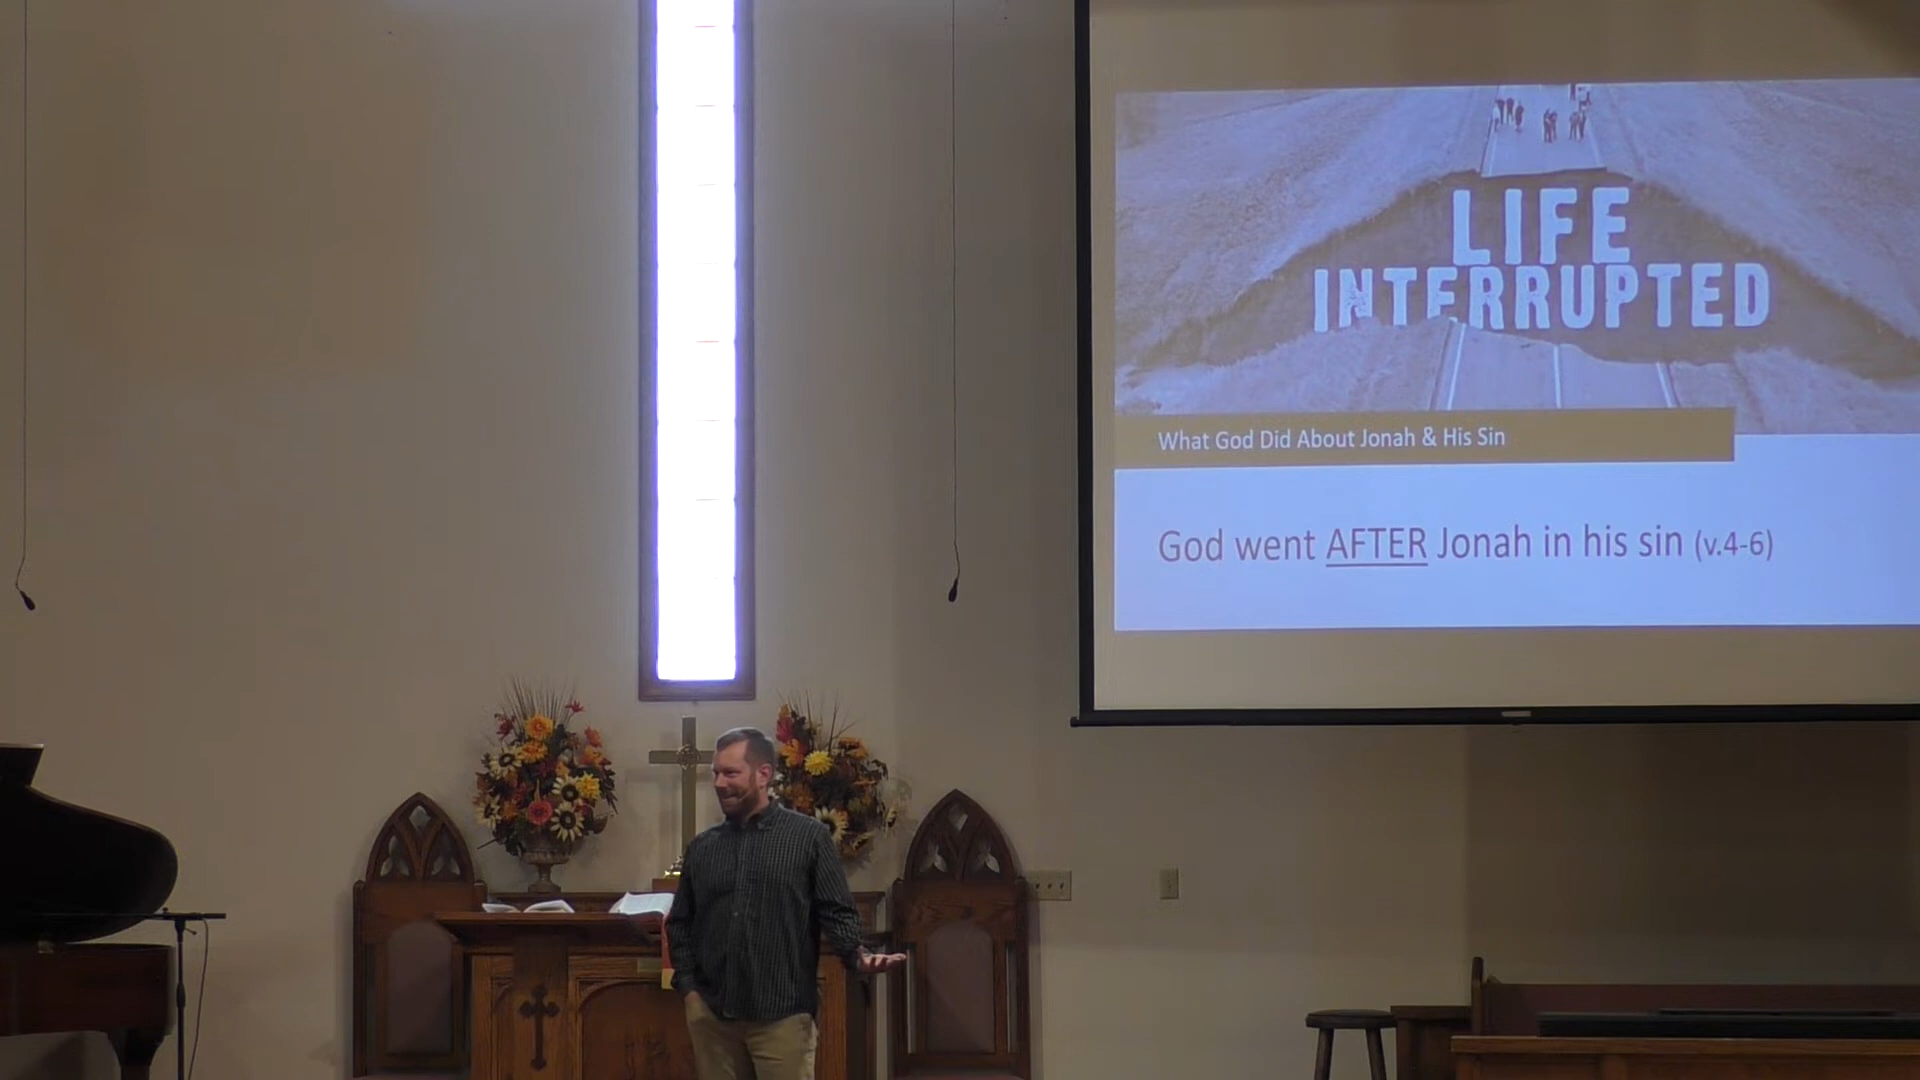 LIFE
INTERRUPTED
What God Did About Jonah & His Sin
God went AFTER Jonah in his sin (v.4-6)